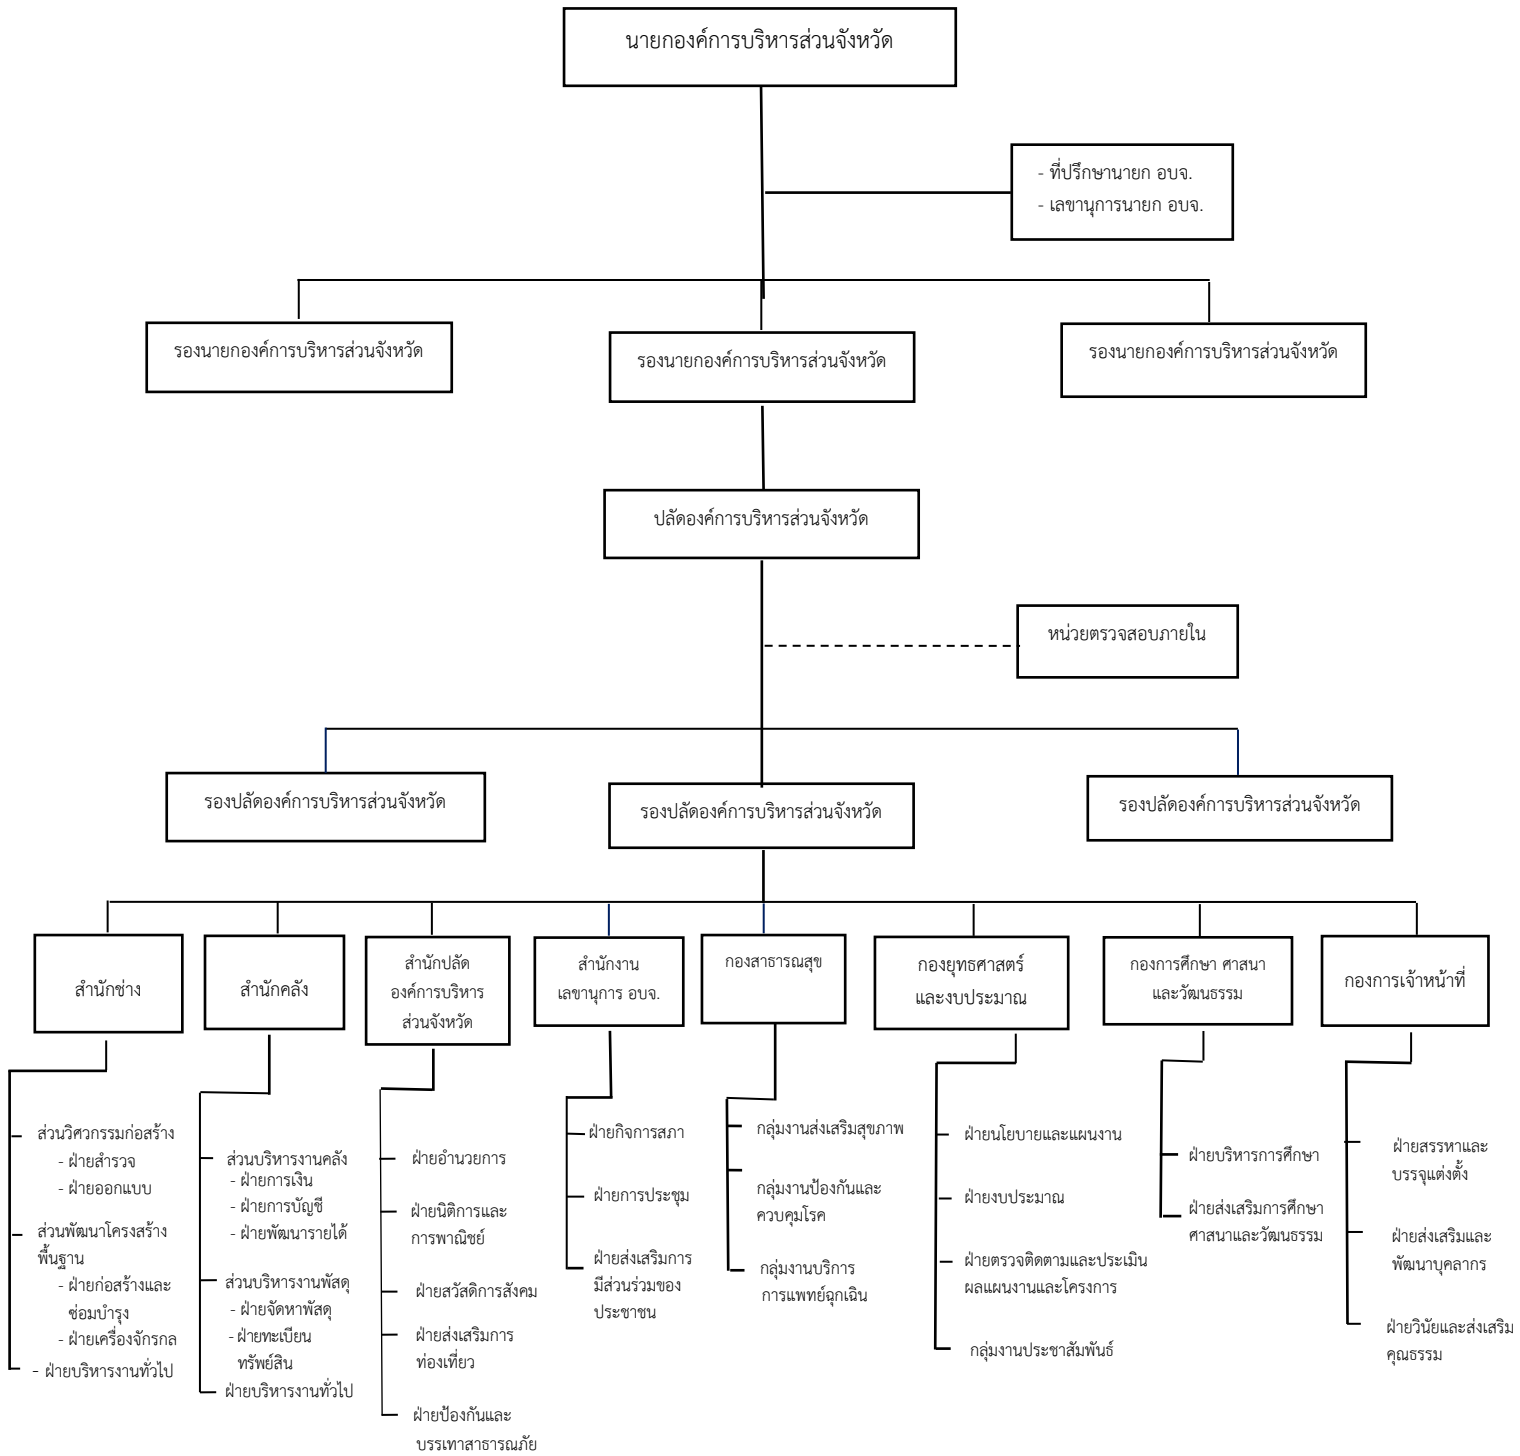 นายกองค์การบริหารส่วนจังหวัด
- ที่ปรึกษานายก อบจ.
- เลขานุการนายก อบจ.
รองนายกองค์การบริหารส่วนจังหวัด
รองนายกองค์การบริหารส่วนจังหวัด
รองนายกองค์การบริหารส่วนจังหวัด
ปลัดองค์การบริหารส่วนจังหวัด
หน่วยตรวจสอบภายใน
รองปลัดองค์การบริหารส่วนจังหวัด
รองปลัดองค์การบริหารส่วนจังหวัด
รองปลัดองค์การบริหารส่วนจังหวัด
สำนักช่าง
ส่วนวิศวกรรมก่อสร้าง
- ฝ่ายสำรวจ
- ฝ่ายออกแบบ
ส่วนพัฒนาโครงสร้าง
พื้นฐาน
- ฝ่ายก่อสร้างและ
ซ่อมบำรุง
- ฝ่ายเครื่องจักรกล
- ฝ่ายบริหารงานทั่วไป
สำนักคลัง
ส่วนบริหารงานคลัง
- ฝ่ายการเงิน
- ฝ่ายการบัญชี
- ฝ่ายพัฒนารายได้
ส่วนบริหารงานพัสดุ
- ฝ่ายจัดหาพัสดุ
- ฝ่ายทะเบียน
ทรัพย์สิน
ฝ่ายบริหารงานทั่วไป
สำนักปลัด
องค์การบริหาร
ส่วนจังหวัด
ฝ่ายอำนวยการ
ฝ่ายนิติการและ
การพาณิชย์
ฝ่ายสวัสดิการสังคม
ฝ่ายส่งเสริมการ
ท่องเที่ยว
ฝ่ายป้องกันและ
บรรเทาสาธารณภัย
สำนักงาน
เลขานุการ อบจ.
ฝ่ายกิจการสภา
ฝ่ายการประชุม
ฝ่ายส่งเสริมการ
มีส่วนร่วมของ
ประชาชน
กองสาธารณสุข
กลุ่มงานส่งเสริมสุขภาพ
กลุ่มงานป้องกันและ
ควบคุมโรค
กลุ่มงานบริการ
การแพทย์ฉุกเฉิน
กองยุทธศาสตร์
และงบประมาณ
ฝ่ายนโยบายและแผนงาน
ฝ่ายงบประมาณ
ฝ่ายตรวจติดตามและประเมิน
ผลแผนงานและโครงการ
กลุ่มงานประชาสัมพันธ์
กองการศึกษา ศาสนา
และวัฒนธรรม
ฝ่ายบริหารการศึกษา
ฝ่ายส่งเสริมการศึกษา
ศาสนาและวัฒนธรรม
กองการเจ้าหน้าที่
ฝ่ายสรรหาและ
บรรจุแต่งตั้ง
ฝ่ายส่งเสริมและ
พัฒนาบุคลากร
ฝ่ายวินัยและส่งเสริม
คุณธรรม